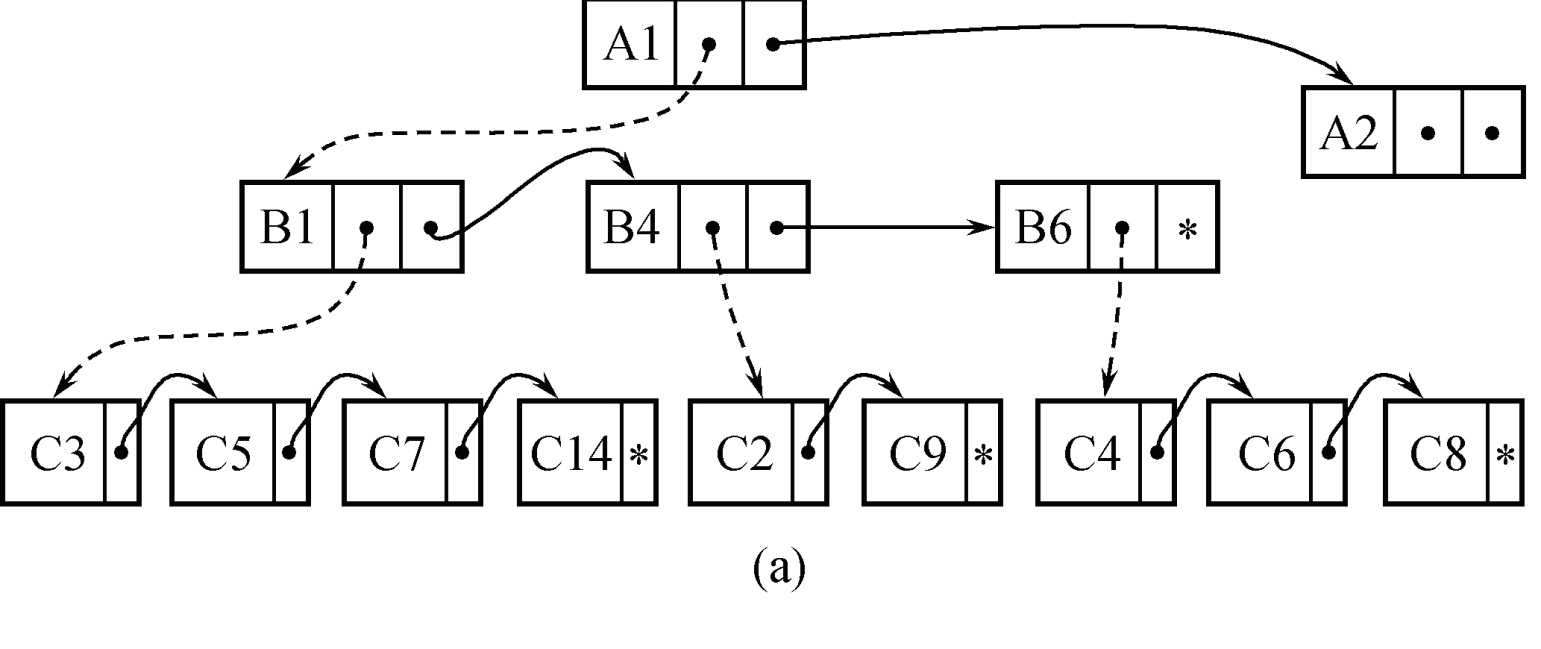 A1
A2
B1 B4 B6 *
C3 C5 C7 C14 * C2 C9 * C4 C6 C8 *
(a)